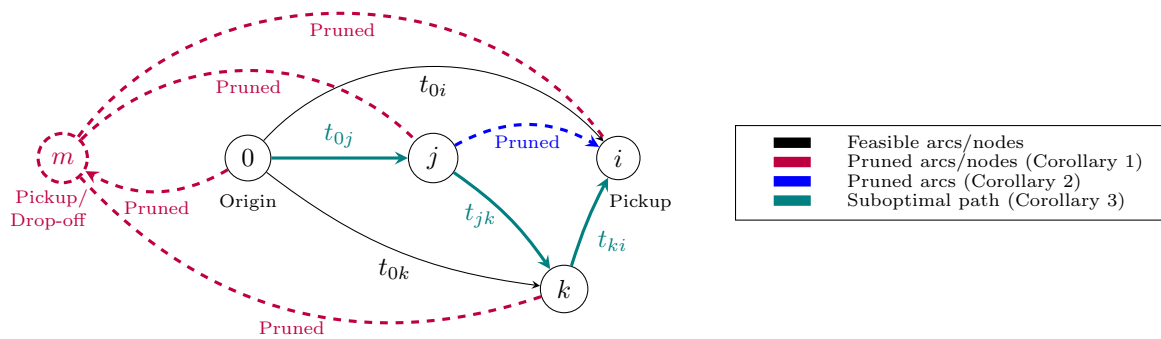 Pruned
Pruned
t0i
m
0
t0j
j
Pruned
i
Pickup/
Drop-off
Pruned
Origin
Pickup
tjk
tki
t0k
k
Pruned
Feasible arcs/nodes
Pruned arcs/nodes (Corollary 1)
Pruned arcs (Corollary 2)
Suboptimal path (Corollary 3)